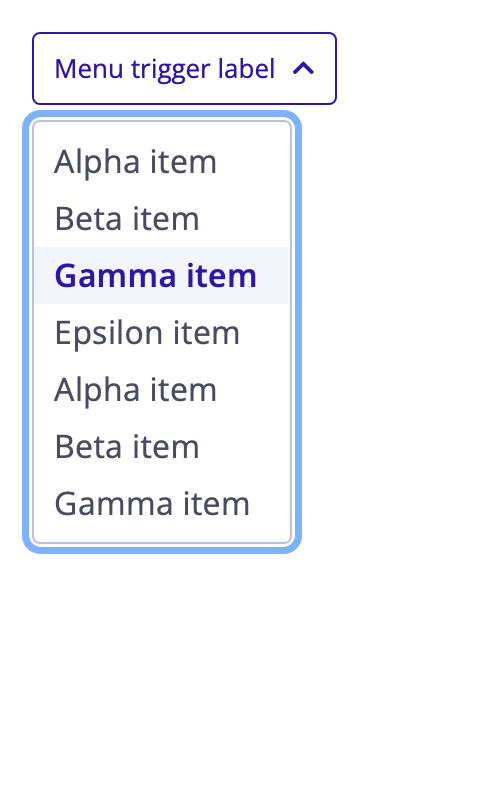 Menu trigger label
Alpha item
Beta item
Gamma item
Epsilon item
Alpha item
Beta item
Gamma item